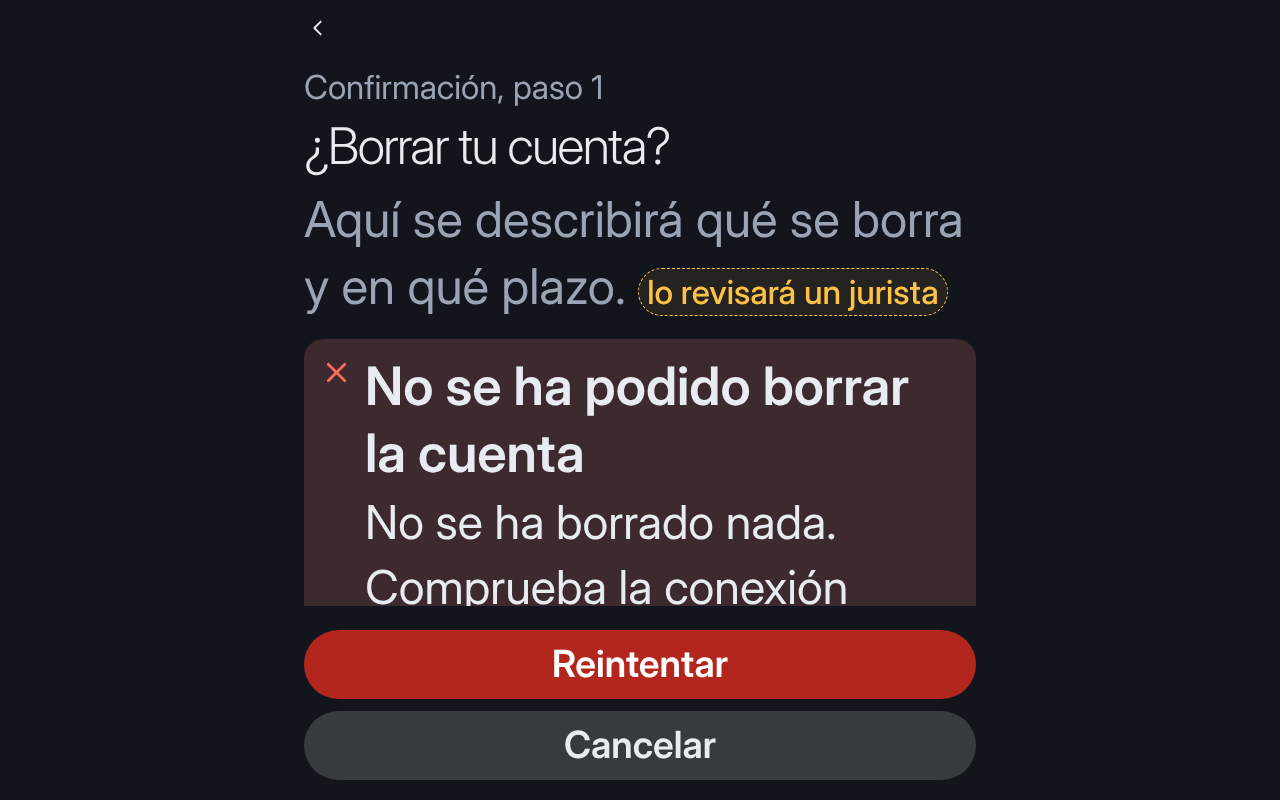 Confirmación, paso 1
¿Borrar tu cuenta?
Aquí se describirá qué se borra
y en qué plazo. lo revisará un jurista
No se ha podido borrar
la cuenta
No se ha borrado nada.
Comprueba la conexión
Reintentar
Cancelar